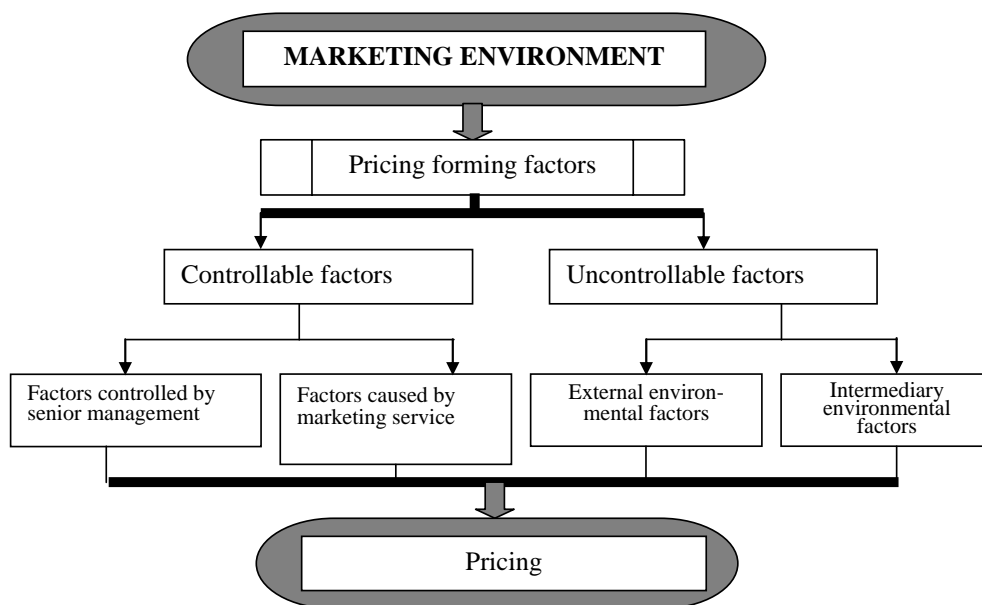 MARKETING ENVIRONMENT
Pricing forming factors
Controllable factors
Uncontrollable factors
Factors controlled by
senior management
Factors caused by
marketing service
External environ-
mental factors
Intermediary
environmental
factors
Pricing